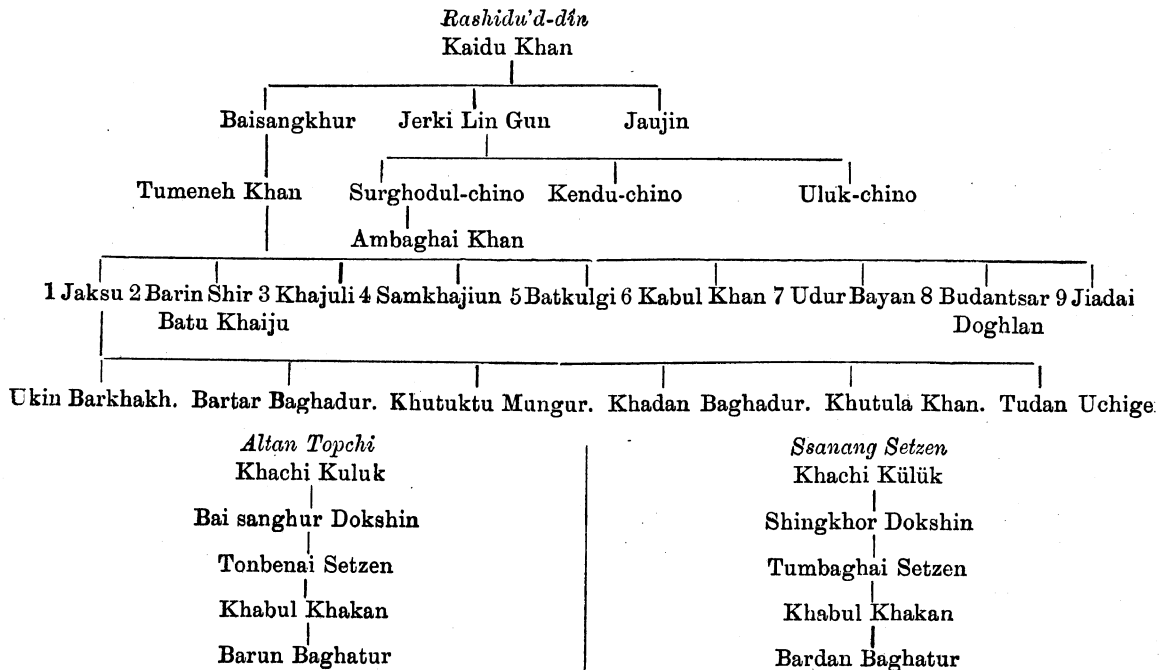 Rashidu'd-dín
Kaidu Khan
Baisangkhur Jerki Lin Gun Jaujin
Tumeneh Khan Surghodul-chino Kendu-chino Uluk-chino
Ambaghai Khan
1 Jaksu 2 Barin Shir 3 Khajuli 4 Samkhajiun 5 Batkulgi 6 Kabul Khan 7 Udur Bayan 8 Budantsar 9 Jiadai
Batu Khaiju Doghlan
Ukin Barkhakh. Bartar Baghadur. Khutuktu Mungur. Khadan Baghadur. Khutula Khan. Tudan Uchige
Altan Topchi
Khachi Kuluk
Bai sanghur Dokshin
Tonbenai Setzen
Khabul Khakan
Barun Baghatur
Ssanang Setzen
Khachi Külük
Shingkhor Dokshin
Tumbaghai Setzen
Khabul Khakan
Bardan Baghatur